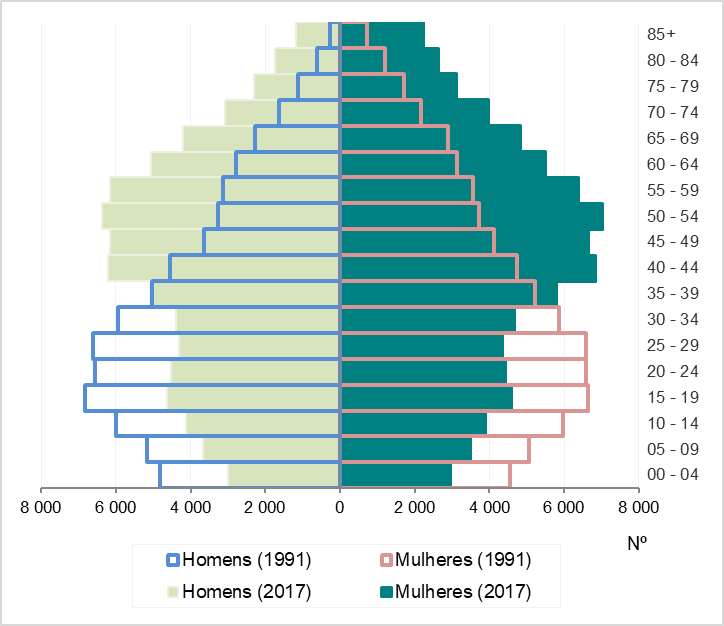 85+
80 - 84
75 - 79
70 - 74
65 - 69
60 - 64
55 - 59
50 - 54
45 - 49
40 - 44
35 - 39
30 - 34
25 - 29
20 - 24
15 - 19
10 - 14
05 - 09
00 - 04
8 000 6 000 4 000 2 000 0 2 000 4 000 6 000 8 000
Nº
Homens (1991) Mulheres (1991)
Homens (2017) Mulheres (2017)